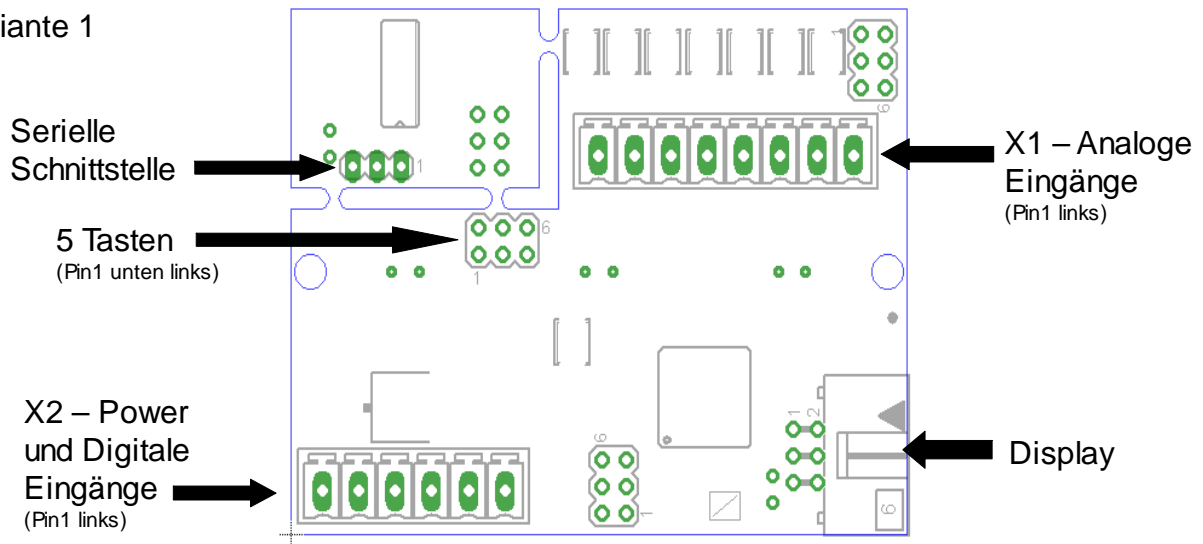 iante 1
Serielle
Schnittstelle
1
5 Tasten
(Pin1 unten links)
6
1
1
6
X1 – Analoge
Eingänge
(Pin1 links)
X2 – Power
und Digitale
Eingänge
(Pin1 links)
6
1
1 2
6
Display